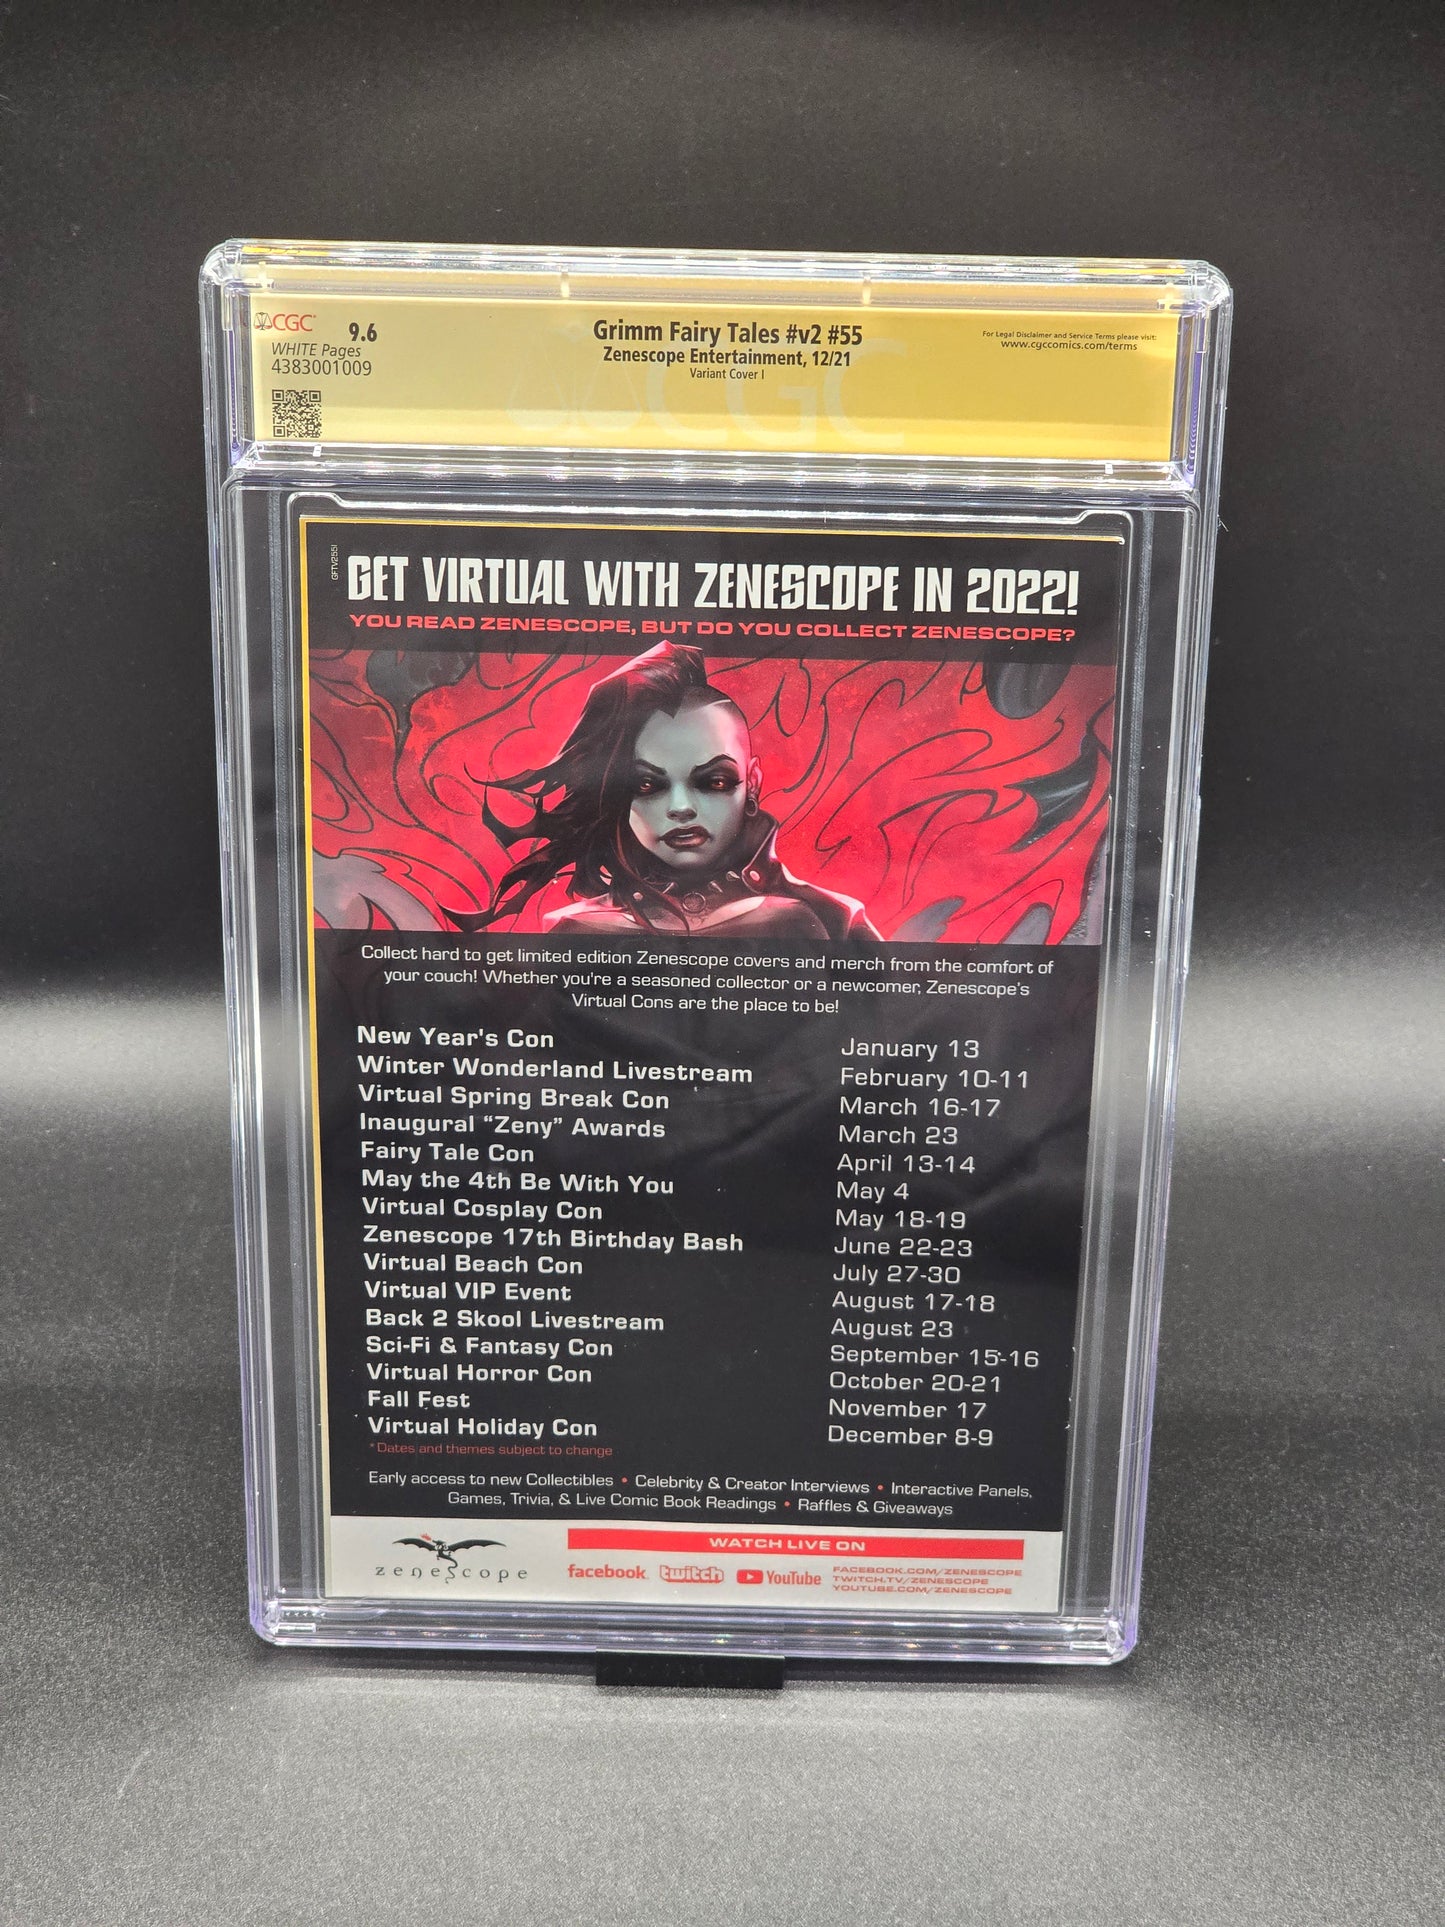 CGC
9.6
WHITE Pages
4383001009
Grimm Fairy Tales #v2 #55
Zenescope Entertainment, 12/21
Variant Cover I
For Legal Disclaimer and Service Terms please visit:
www.cgccomics.com/terms
CGC
GFTV255I
GET VIRTUAL WITH ZENESCOPE IN 2022!
YOU READ ZENESCOPE, BUT DO YOU COLLECT ZENESCOPE?
Collect hard to get limited edition Zenescope covers and merch from the comfort of
your couch! Whether you're a seasoned collector or a newcomer, Zenescope's
Virtual Cons are the place to be!
New Year's Con January 13
Winter Wonderland Livestream February 10-11
Virtual Spring Break Con March 16-17
Inaugural “Zeny” Awards March 23
Fairy Tale Con April 13-14
May the 4th Be With You May 4
Virtual Cosplay Con May 18-19
Zenescope 17th Birthday Bash June 22-23
Virtual Beach Con July 27-30
Virtual VIP Event August 17-18
Back 2 Skool Livestream August 23
Sci-Fi & Fantasy Con September 15-16
Virtual Horror Con October 20-21
Fall Fest November 17
Virtual Holiday Con December 8-9
*Dates and themes subject to change
Early access to new Collectibles • Celebrity & Creator Interviews • Interactive Panels,
Games, Trivia, & Live Comic Book Readings • Raffles & Giveaways
zenescope
WATCH LIVE ON
facebook twitch YouTube
FACEBOOK.COM/ZENESCOPE
TWITCH.TV/ZENESCOPE
YOUTUBE.COM/ZENESCOPE